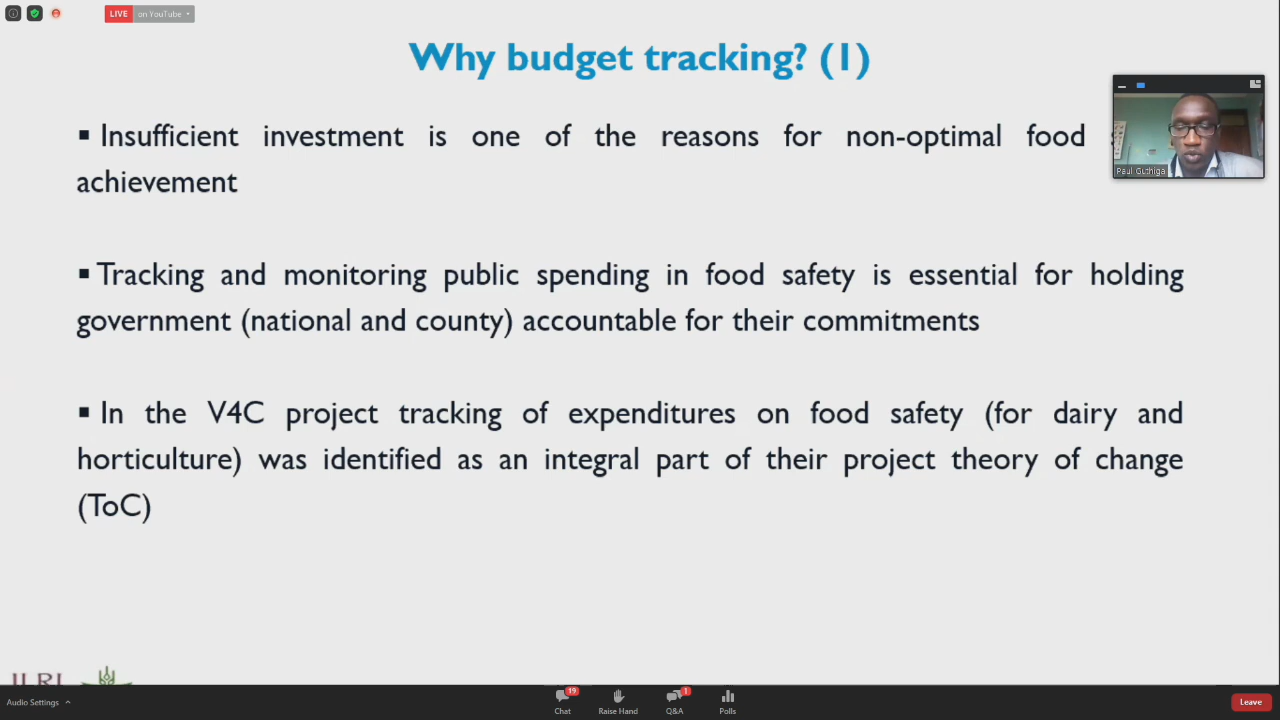 LIVE on YouTube
Why budget tracking? (1)
▪ Insufficient investment is one of the reasons for non-optimal food
achievement
▪ Tracking and monitoring public spending in food safety is essential for holding
government (national and county) accountable for their commitments
▪ In the V4C project tracking of expenditures on food safety (for dairy and
horticulture) was identified as an integral part of their project theory of change
(ToC)
Paul Guthiga
ILRI
Audio Settings
19
Chat
Raise Hand
1
Q&A
Polls
Leave